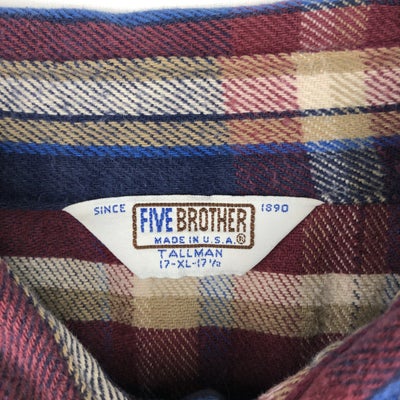 SINCE 1890
FIVE BROTHER
MADE IN U.S.A. ®
TALLMAN
17-XL-17½